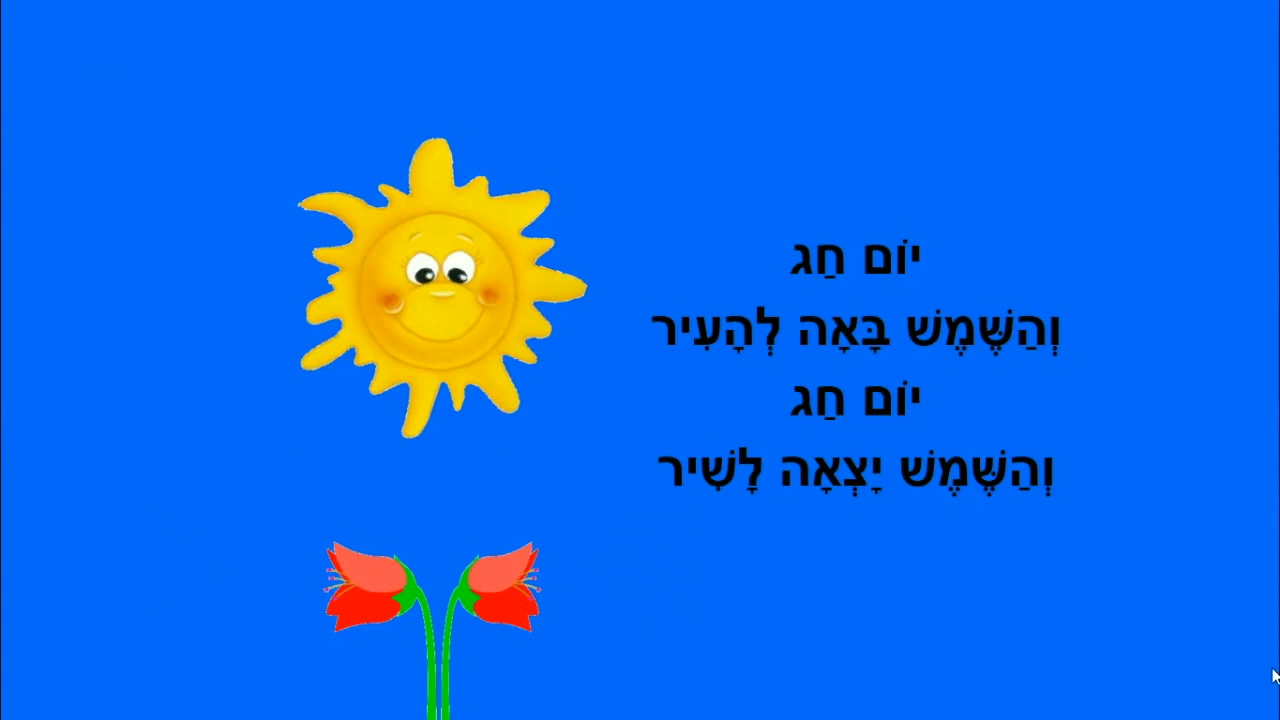 יוֹם חַג
וְהַשֶּׁמֶשׁ בָּאָה לְהָעִיר
יוֹם חַג
וְהַשֶּׁמֶשׁ יָצְאָה לָשִׁיר